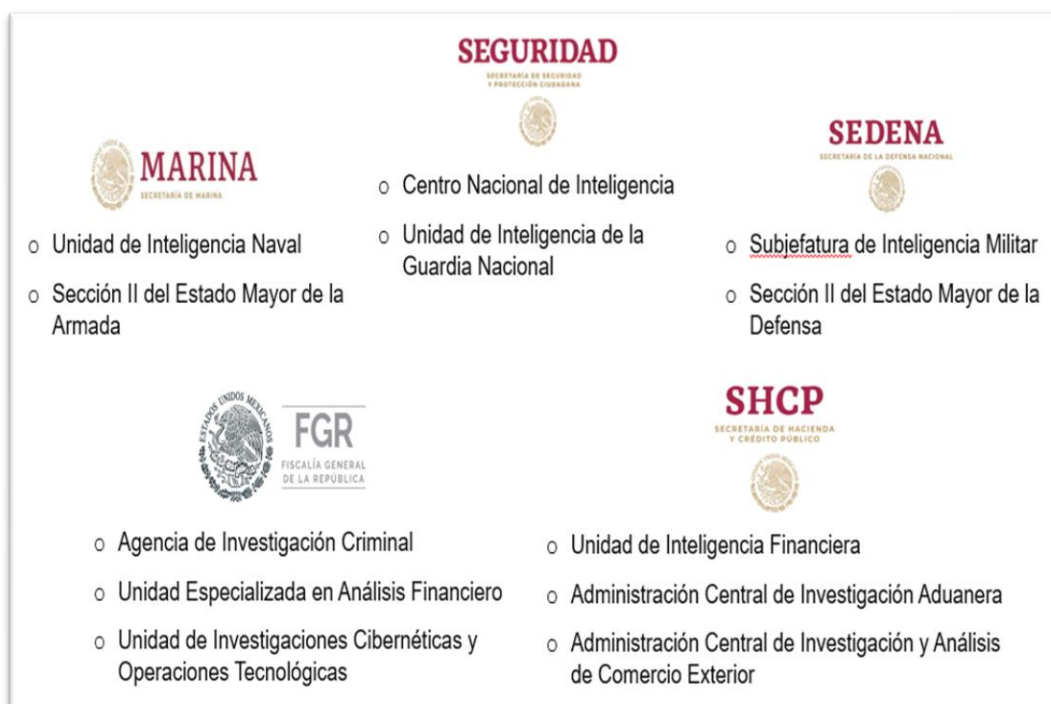 SEGURIDAD
SECRETARÍA DE SEGURIDAD
Y PROTECCIÓN CIUDADANA
MARINA
SECRETARÍA DE MARINA
o Unidad de Inteligencia Naval
o Sección II del Estado Mayor de la
Armada
o Centro Nacional de Inteligencia
o Unidad de Inteligencia de la
Guardia Nacional
SEDENA
SECRETARÍA DE LA DEFENSA NACIONAL
o Subjefatura de Inteligencia Militar
o Sección II del Estado Mayor de la
Defensa
ESTADOS UNIDOS MEXICANOS
FGR
FISCALÍA GENERAL
DE LA REPÚBLICA
o Agencia de Investigación Criminal
o Unidad Especializada en Análisis Financiero
o Unidad de Investigaciones Cibernéticas y
Operaciones Tecnológicas
SHCP
SECRETARÍA DE HACIENDA
Y CRÉDITO PÚBLICO
o Unidad de Inteligencia Financiera
o Administración Central de Investigación Aduanera
o Administración Central de Investigación y Análisis
de Comercio Exterior